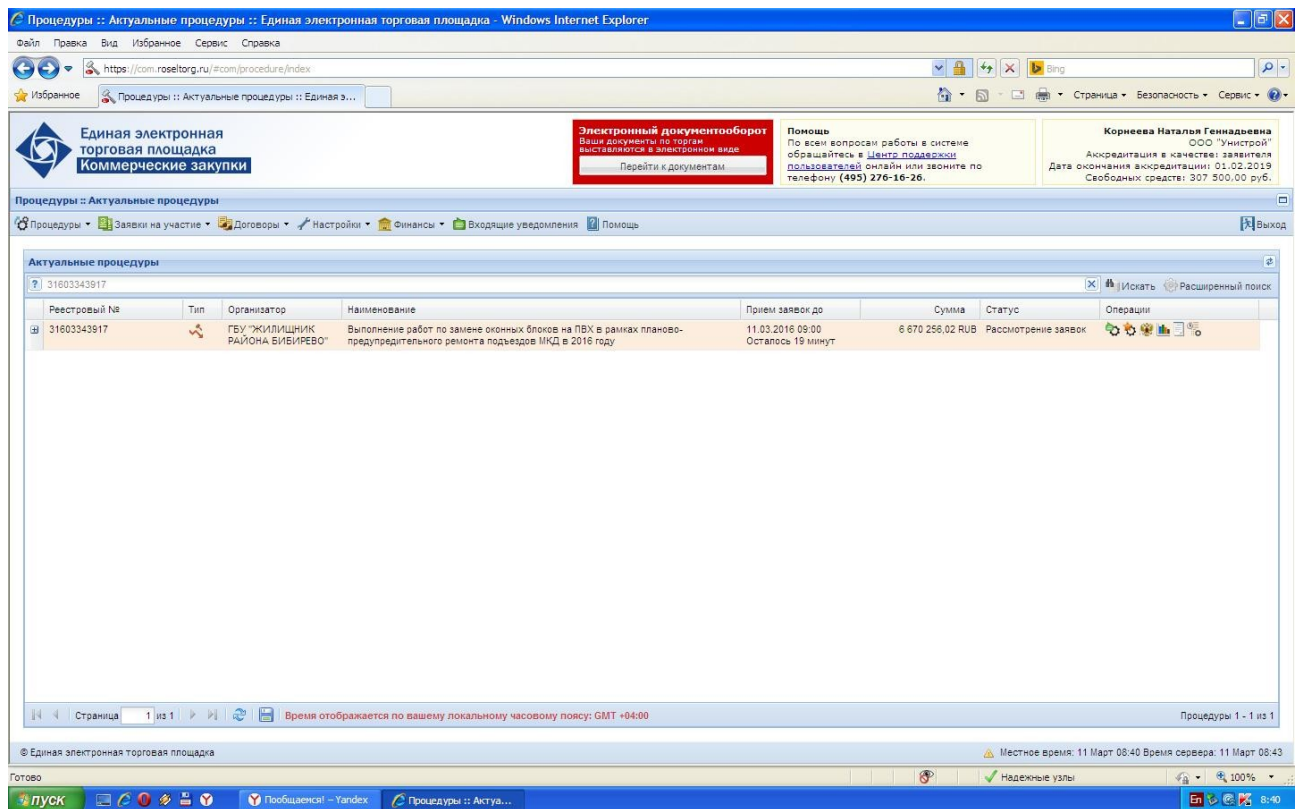 Процедуры :: Актуальные процедуры :: Единая электронная торговая площадка - Windows Internet Explorer
Файл Правка Вид Избранное Сервис Справка
https://com.roseltorg.ru/#com/procedure/index
Bing
Избранное
Процедуры :: Актуальные процедуры :: Единая э...
Страница Безопасность Сервис
Единая электронная
торговая площадка
Коммерческие закупки
Электронный документооборот
Ваши документы по торгам
выставляются в электронном виде
Перейти к документам
Помощь
По всем вопросам работы в системе
обращайтесь в Центр поддержки
пользователей онлайн или звоните по
телефону (495) 276-16-26.
Корнеева Наталья Геннадьевна
ООО "Унистрой"
Аккредитация в качестве: заявителя
Дата окончания аккредитации: 01.02.2019
Свободных средств: 307 500,00 руб.
Процедуры :: Актуальные процедуры
Процедуры Заявки на участие Договоры Настройки Финансы Входящие уведомления Помощь Выход
Актуальные процедуры
31603343917 Искать Расширенный поиск
Реестровый № Тип Организатор Наименование Прием заявок до Сумма Статус Операции
31603343917 ГБУ "ЖИЛИЩНИК Выполнение работ по замене оконных блоков на ПВХ в рамках планово- 11.03.2016 09:00 6 670 256,02 RUB Рассмотрение заявок
РАЙОНА БИБИРЕВО" предупредительного ремонта подъездов МКД в 2016 году Осталось 19 минут
Страница 1 из 1 Время отображается по вашему локальному часовому поясу: GMT +04:00 Процедуры 1 - 1 из 1
© Единая электронная торговая площадка Местное время: 11 Март 08:40 Время сервера: 11 Март 08:43
Готово Надежные узлы 100%
пуск Пообщаемся! – Yandex Процедуры :: Актуа... En 8:40